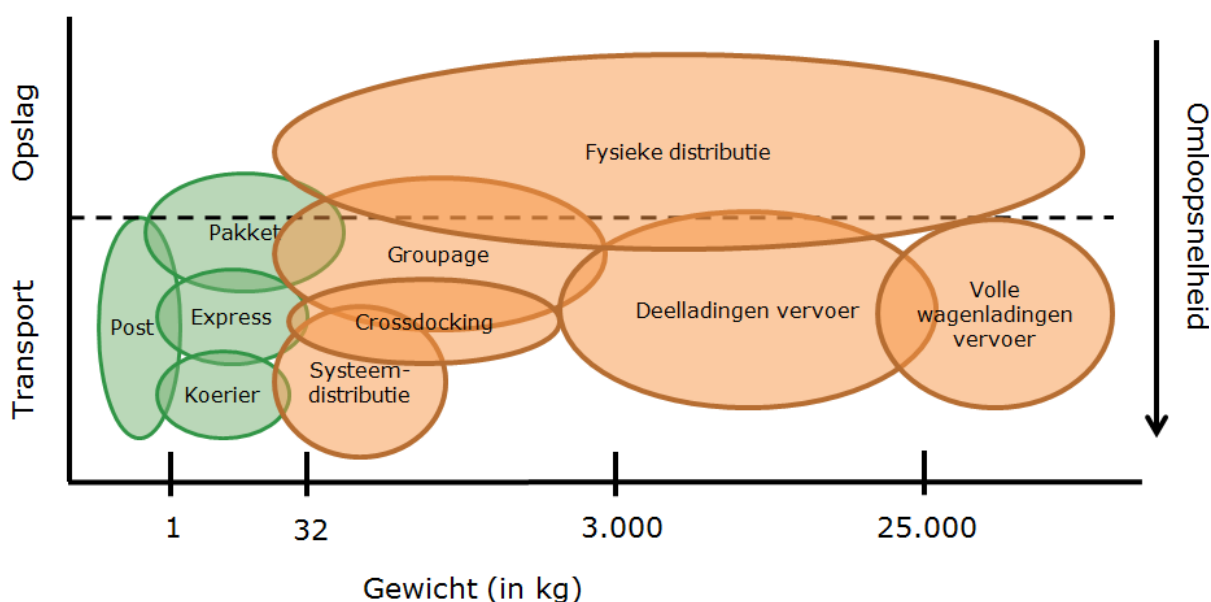 Opslag
Fysieke distributie
Omloopsnelheid
Pakket
Groupage
Transport
Post
Express
Crossdocking
Deelladingen vervoer
Volle
wagenladingen
vervoer
Koerier
Systeem-
distributie
1
32
3.000
25.000
Gewicht (in kg)